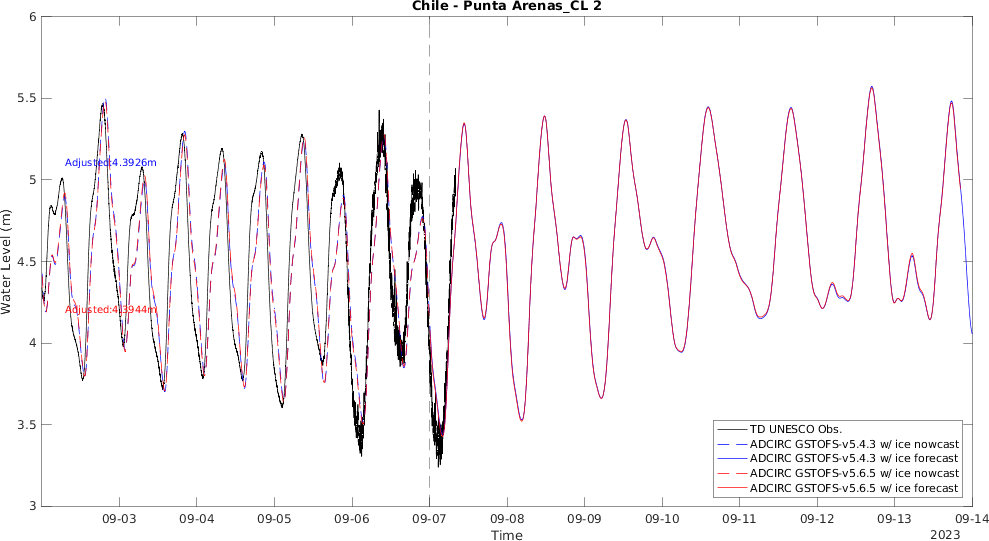 Chile - Punta Arenas_CL 2
6
5.5
5
4.5
4
3.5
3
Water Level (m)
Adjusted:4.3926m
Adjusted:4.3944m
TD UNESCO Obs.
ADCIRC GSTOFS-v5.4.3 w/ ice nowcast
ADCIRC GSTOFS-v5.4.3 w/ ice forecast
ADCIRC GSTOFS-v5.6.5 w/ ice nowcast
ADCIRC GSTOFS-v5.6.5 w/ ice forecast
09-03 09-04 09-05 09-06 09-07 09-08 09-09 09-10 09-11 09-12 09-13 09-14
Time
2023